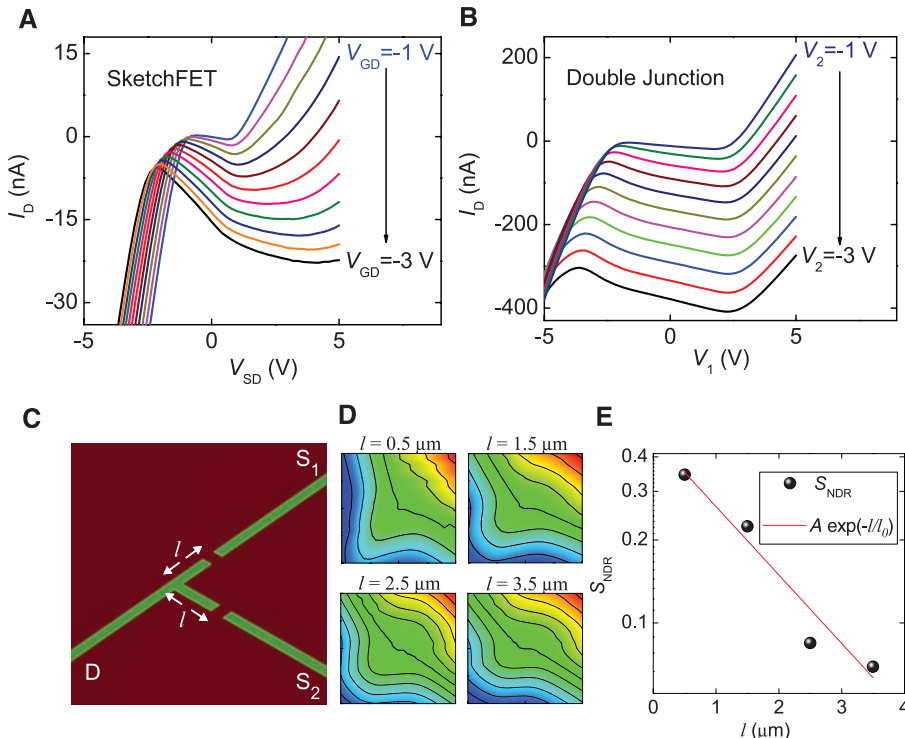 A
15
0
-15
-30
I_D (nA)
SketchFET
V_GD=-1 V
V_GD=-3 V
-5
0
5
V_SD (V)
B
200
0
-200
-400
I_D (nA)
Double Junction
V_2=-1 V
V_2=-3 V
-5
0
5
V_1 (V)
C
S_1
l
l
D
S_2
D
l = 0.5 μm
l = 1.5 μm
l = 2.5 μm
l = 3.5 μm
E
0.4
0.3
0.2
0.1
S_NDR
S_NDR
A exp(-l/l_0)
0
1
2
3
4
l (μm)